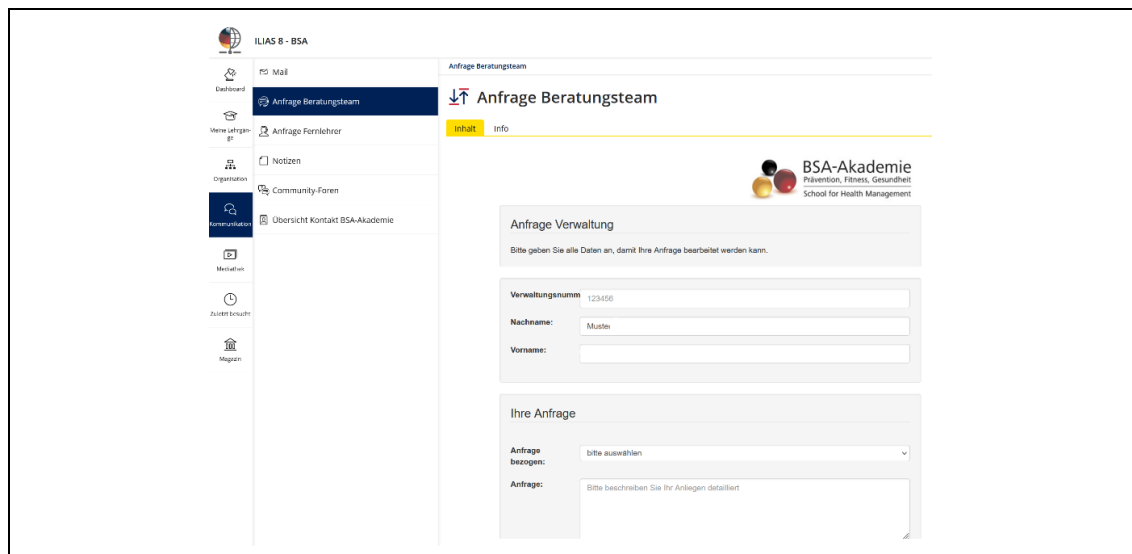 ILIAS 8 - BSA
Dashboard
Meine Lehrgän-
ge
Organisation
Kommunikation
Mediathek
Zuletzt besucht
Magazin
Mail
Anfrage Beratungsteam
Anfrage Fernlehrer
Notizen
Community-Foren
Übersicht Kontakt BSA-Akademie
Anfrage Beratungsteam
Anfrage Beratungsteam
Inhalt Info
BSA-Akademie
Prävention, Fitness, Gesundheit
School for Health Management
Anfrage Verwaltung
Bitte geben Sie alle Daten an, damit Ihre Anfrage bearbeitet werden kann.
Verwaltungsnumm 123456
Nachname: Muster
Vorname:
Ihre Anfrage
Anfrage bitte auswählen
bezogen:
Anfrage: Bitte beschreiben Sie Ihr Anliegen detailliert